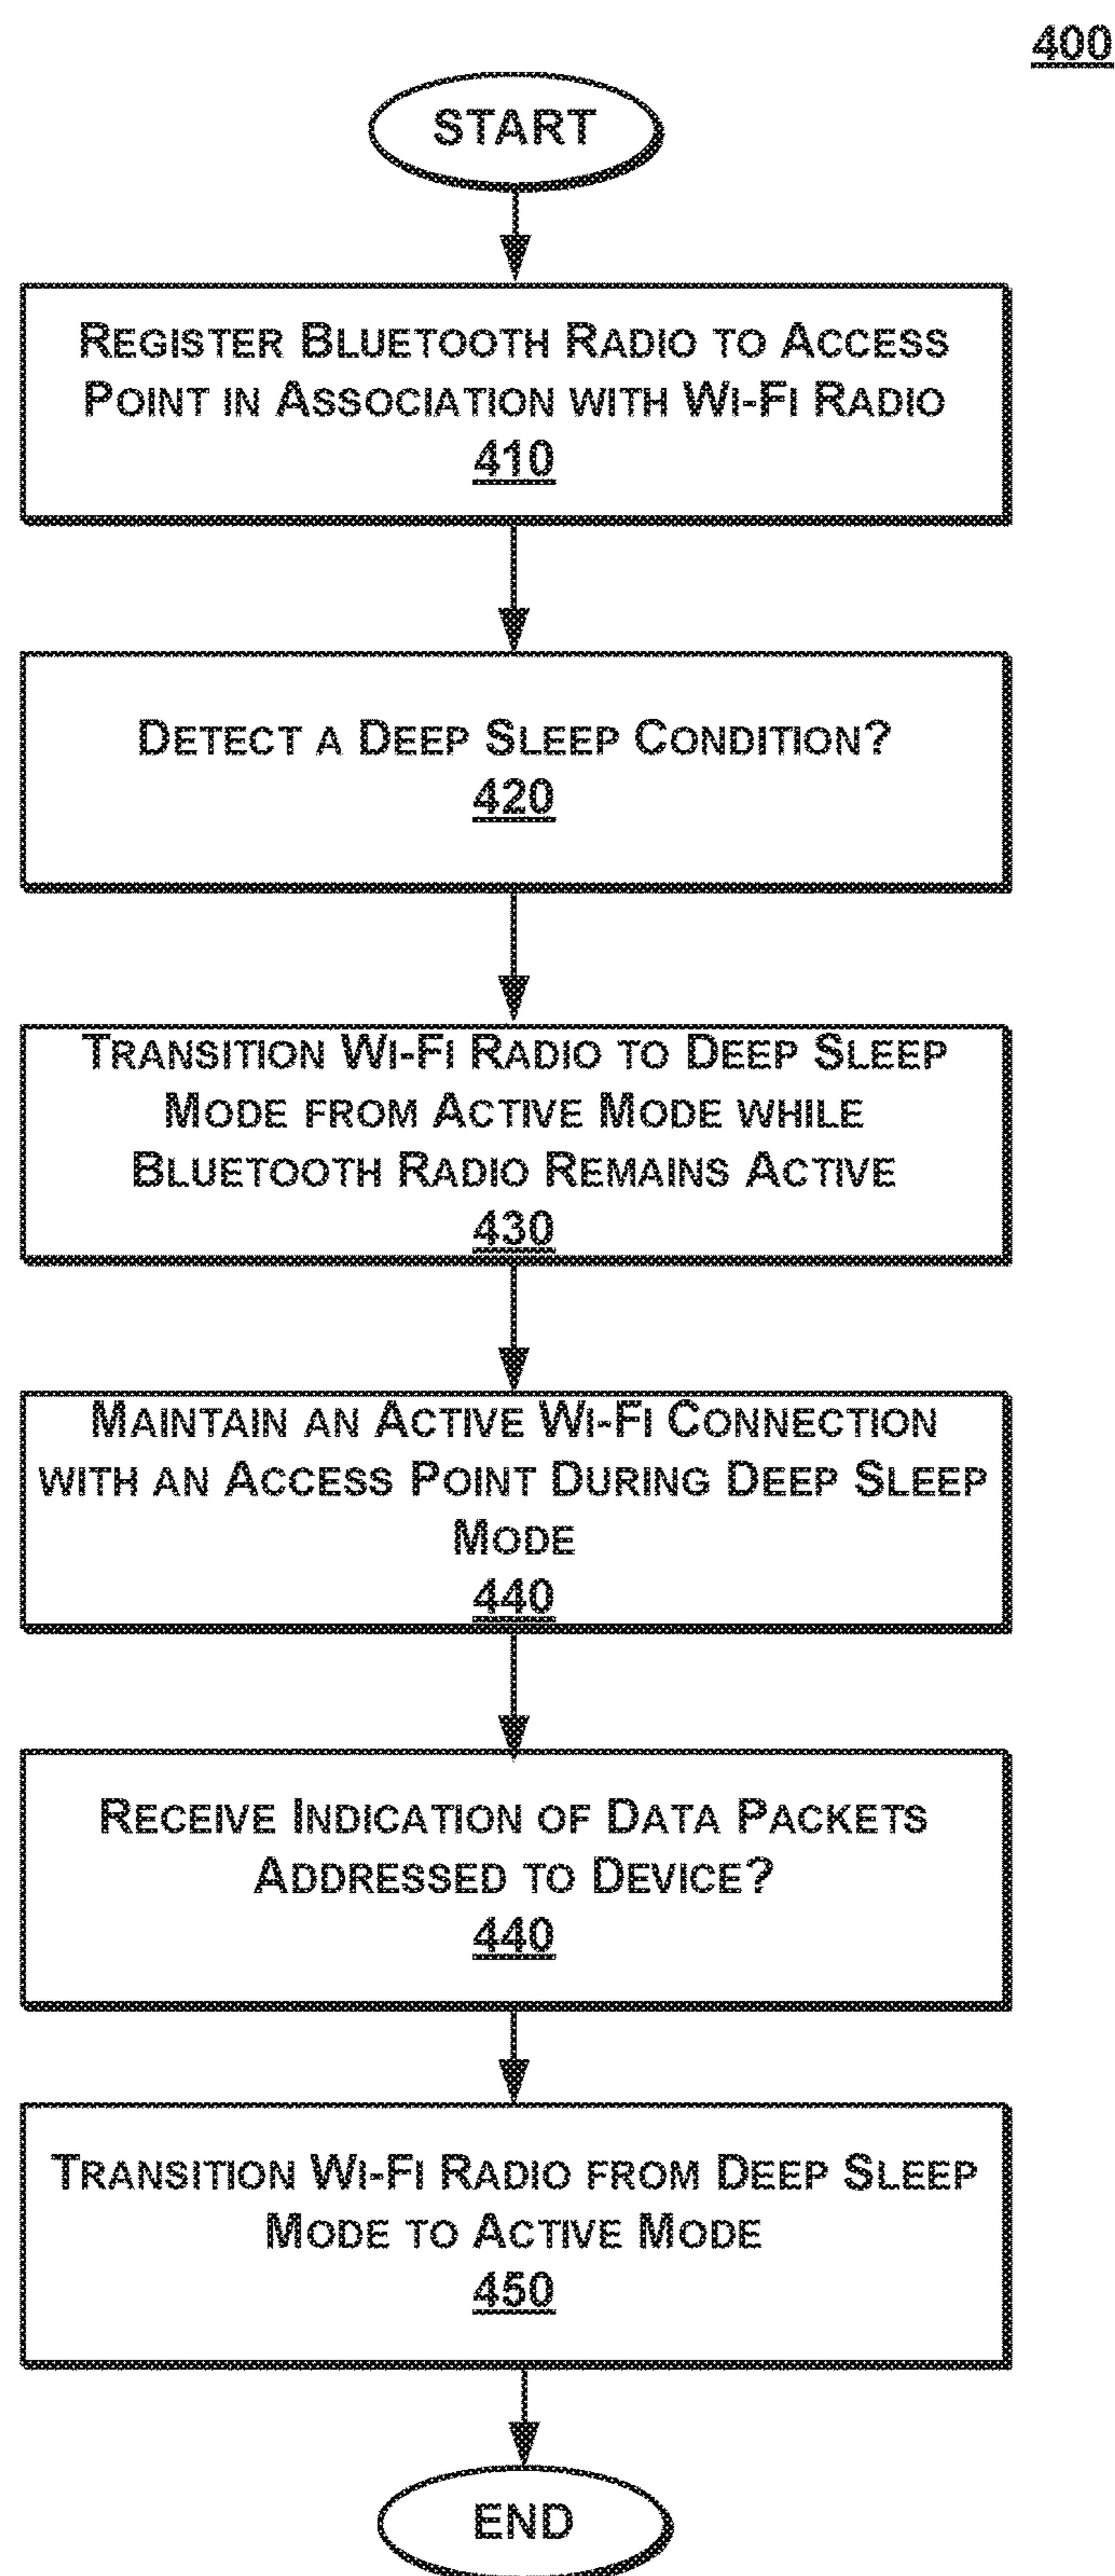 400
START
REGISTER BLUETOOTH RADIO TO ACCESS
POINT IN ASSOCIATION WITH WI-FI RADIO
410
DETECT A DEEP SLEEP CONDITION?
420
TRANSITION WI-FI RADIO TO DEEP SLEEP
MODE FROM ACTIVE MODE WHILE
BLUETOOTH RADIO REMAINS ACTIVE
430
MAINTAIN AN ACTIVE WI-FI CONNECTION
WITH AN ACCESS POINT DURING DEEP SLEEP
MODE
440
RECEIVE INDICATION OF DATA PACKETS
ADDRESSED TO DEVICE?
440
TRANSITION WI-FI RADIO FROM DEEP SLEEP
MODE TO ACTIVE MODE
450
END